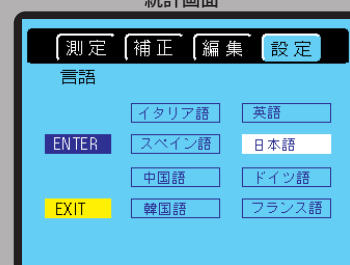 統計画面
測定 補正 編集 設定
言語
イタリア語 英語
ENTER スペイン語 日本語
中国語 ドイツ語
EXIT 韓国語 フランス語